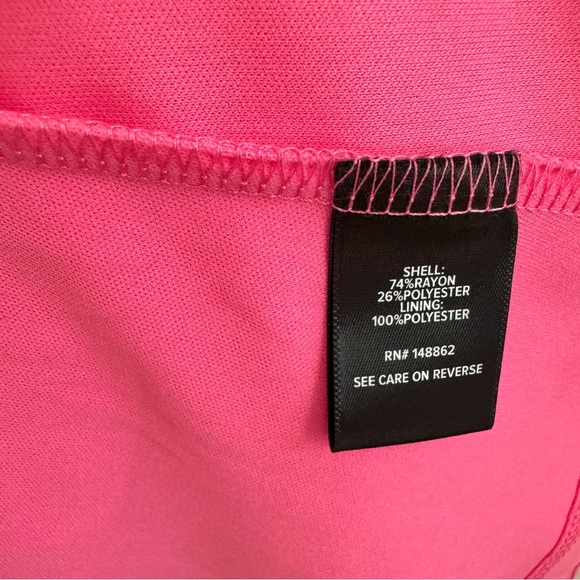 SHELL:
74%RAYON
26%POLYESTER
LINING:
100%POLYESTER
RN# 148862
SEE CARE ON REVERSE